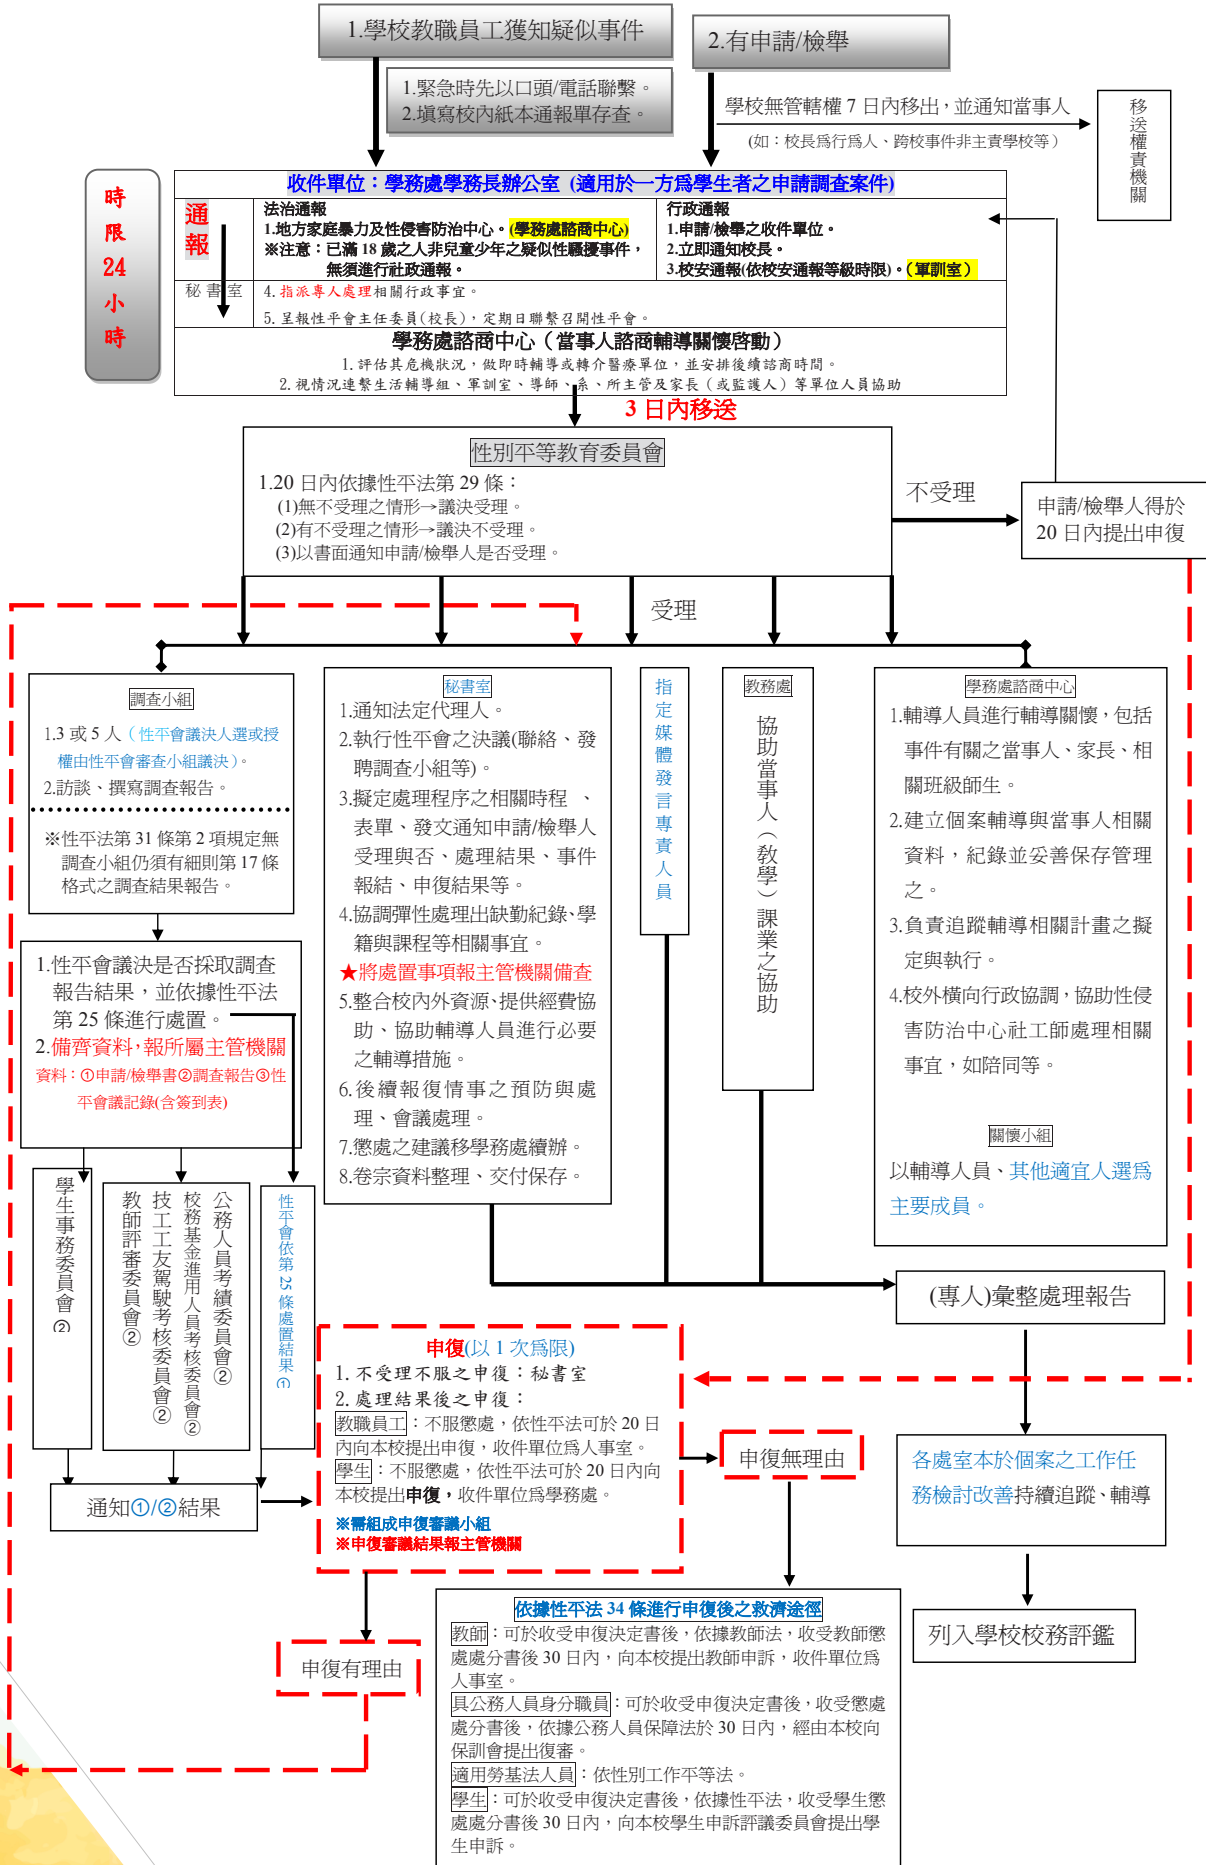 1.學校教職員工獲知疑似事件
2.有申請/檢舉
1.緊急時先以口頭/電話聯繫。
2.填寫校內紙本通報單存查。
學校無管轄權 7 日內移出，並通知當事人
(如：校長為行為人、跨校事件非主責學校等)
移送權責機關
時限24小時
收件單位：學務處學務長辦公室 (適用於一方為學生者之申請調查案件)
通報
法治通報
1.地方家庭暴力及性侵害防治中心。(學務處諮商中心)
※注意：已滿 18 歲之人非兒童少年之疑似性騷擾事件，
無須進行社政通報。
行政通報
1.申請/檢舉之收件單位。
2.立即通知校長。
3.校安通報(依校安通報等級時限)。(軍訓室)
秘書室
4. 指派專人處理相關行政事宜。
5. 呈報性平會主任委員(校長)，定期日聯繫召開性平會。
學務處諮商中心（當事人諮商輔導關懷啓動）
1. 評估其危機狀況，做即時輔導或轉介醫療單位，並安排後續諮商時間。
2. 視情況連繫生活輔導組、軍訓室、導師、系、所主管及家長（或監護人）等單位人員協助
3 日內移送
性別平等教育委員會
1.20 日內依據性平法第 29 條：
(1)無不受理之情形→議決受理。
(2)有不受理之情形→議決不受理。
(3)以書面通知申請/檢舉人是否受理。
不受理
申請/檢舉人得於
20 日內提出申復
受理
調查小組
1.3 或 5 人（性平會議決人選或授
權由性平會審查小組議決）。
2.訪談、撰寫調查報告。
※性平法第 31 條第 2 項規定無
調查小組仍須有細則第 17 條
格式之調查結果報告。
秘書室
1.通知法定代理人。
2.執行性平會之決議(聯絡、發
聘調查小組等)。
3.擬定處理程序之相關時程 、
表單、發文通知申請/檢舉人
受理與否、處理結果、事件
報結、申復結果等。
4.協調彈性處理出缺勤紀錄、學
籍與課程等相關事宜。
★將處置事項報主管機關備查
5.整合校內外資源、提供經費協
助、協助輔導人員進行必要
之輔導措施。
6.後續報復情事之預防與處
理、會議處理。
7.懲處之建議移學務處續辦。
8.卷宗資料整理、交付保存。
指定媒體發言專責人員
教務處
協助當事人（教學）課業之協助
學務處諮商中心
1.輔導人員進行輔導關懷，包括
事件有關之當事人、家長、相
關班級師生。
2.建立個案輔導與當事人相關
資料，紀錄並妥善保存管理
之。
3.負責追蹤輔導相關計畫之擬
定與執行。
4.校外橫向行政協調，協助性侵
害防治中心社工師處理相關
事宜，如陪同等。
關懷小組
以輔導人員、其他適宜人選為
主要成員。
1.性平會議決是否採取調查
報告結果，並依據性平法
第 25 條進行處置。
2.備齊資料，報所屬主管機關
資料：①申請/檢舉書②調查報告③性
平會議記錄(含簽到表)
學生事務委員會②
公務人員考績委員會②
校務基金進用人員考核委員會②
技工工友駕駛考核委員會②
教師評審委員會②
性平會依第 25 條處置結果①
通知①/②結果
申復(以 1 次為限)
1. 不受理不服之申復：秘書室
2. 處理結果後之申復：
教職員工：不服懲處，依性平法可於 20 日
內向本校提出申復，收件單位為人事室。
學生：不服懲處，依性平法可於 20 日內向
本校提出申復，收件單位為學務處。
※需組成申復審議小組
※申復審議結果報主管機關
申復無理由
申復有理由
(專人)彙整處理報告
各處室本於個案之工作任
務檢討改善持續追蹤、輔導
列入學校校務評鑑
依據性平法 34 條進行申復後之救濟途徑
教師：可於收受申復決定書後，依據教師法，收受教師懲
處處分書後 30 日內，向本校提出教師申訴，收件單位為
人事室。
具公務人員身分職員：可於收受申復決定書後，收受懲處
處分書後，依據公務人員保障法於 30 日內，經由本校向
保訓會提出復審。
適用勞基法人員：依性別工作平等法。
學生：可於收受申復決定書後，依據性平法，收受學生懲
處處分書後 30 日內，向本校學生申訴評議委員會提出學
生申訴。